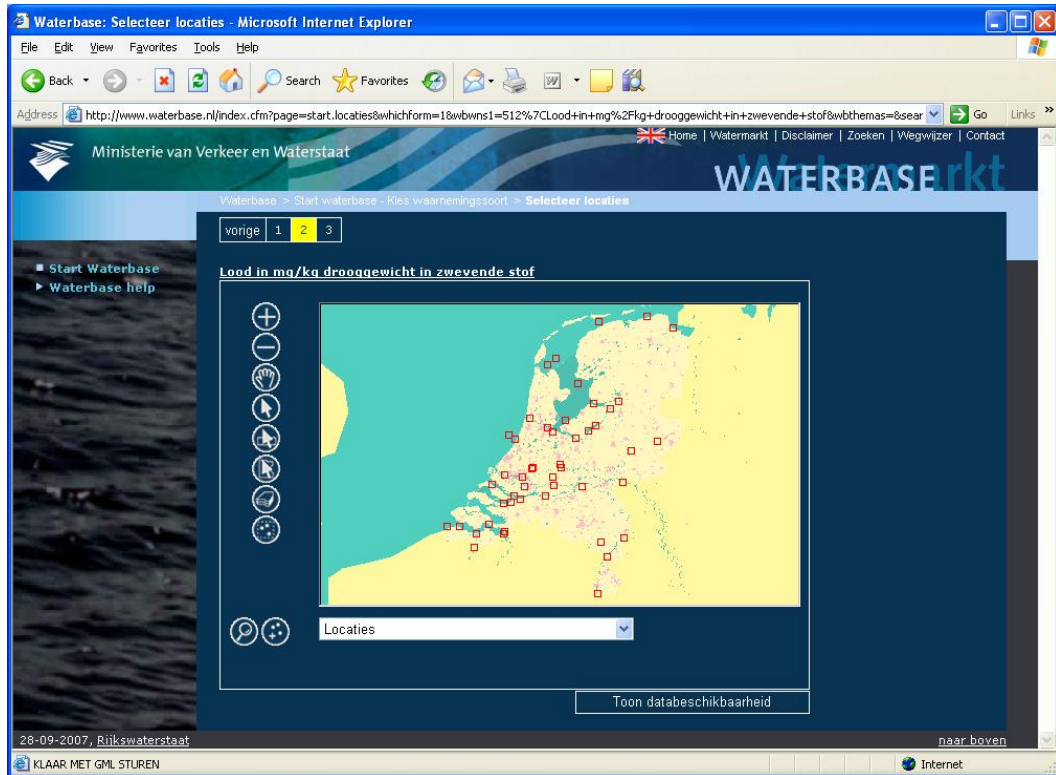 Waterbase: Selecteer locaties - Microsoft Internet Explorer
File Edit View Favorites Tools Help
Back Search Favorites
Address http://www.waterbase.nl/index.cfm?page=start.locaties&whichform=1&wbwns1=512%7CLood+in+mg%2Fkg+drooggewicht+in+zwevende+stof&wbthemas=&sear Go Links »
Home | Watermarkt | Disclaimer | Zoeken | Wegwijzer | Contact
Ministerie van Verkeer en Waterstaat
Watermarkt
WATERBASE
Waterbase > Start waterbase - Kies waarnemingssoort > Selecteer locaties
vorige 1 2 3
Start Waterbase
Waterbase help
Lood in mg/kg drooggewicht in zwevende stof
Locaties
Toon databeschikbaarheid
28-09-2007, Rijkswaterstaat naar boven
KLAAR MET GML STUREN Internet